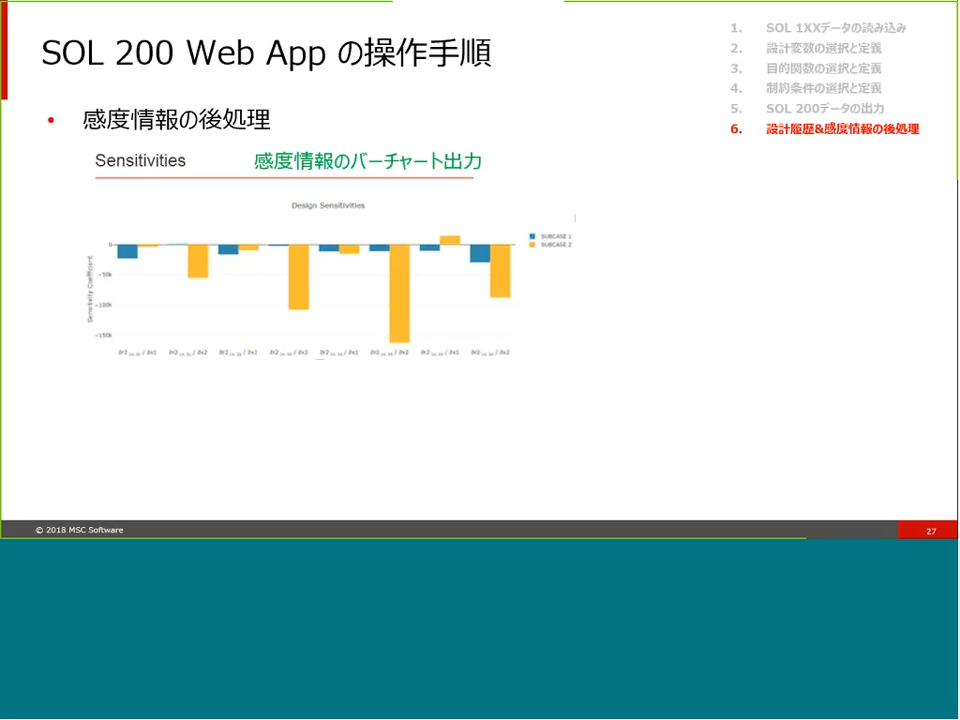 SOL 200 Web App の操作手順
1. SOL 1XXデータの読み込み
2. 設計変数の選択と定義
3. 目的関数の選択と定義
4. 制約条件の選択と定義
5. SOL 200データの出力
6. 設計履歴&感度情報の後処理
• 感度情報の後処理
Sensitivities 感度情報のバーチャート出力
Design Sensitivities
SUBCASE 1
SUBCASE 2
Sensitivity Coefficient
0
−50k
−100k
−150k
© 2018 MSC Software
27